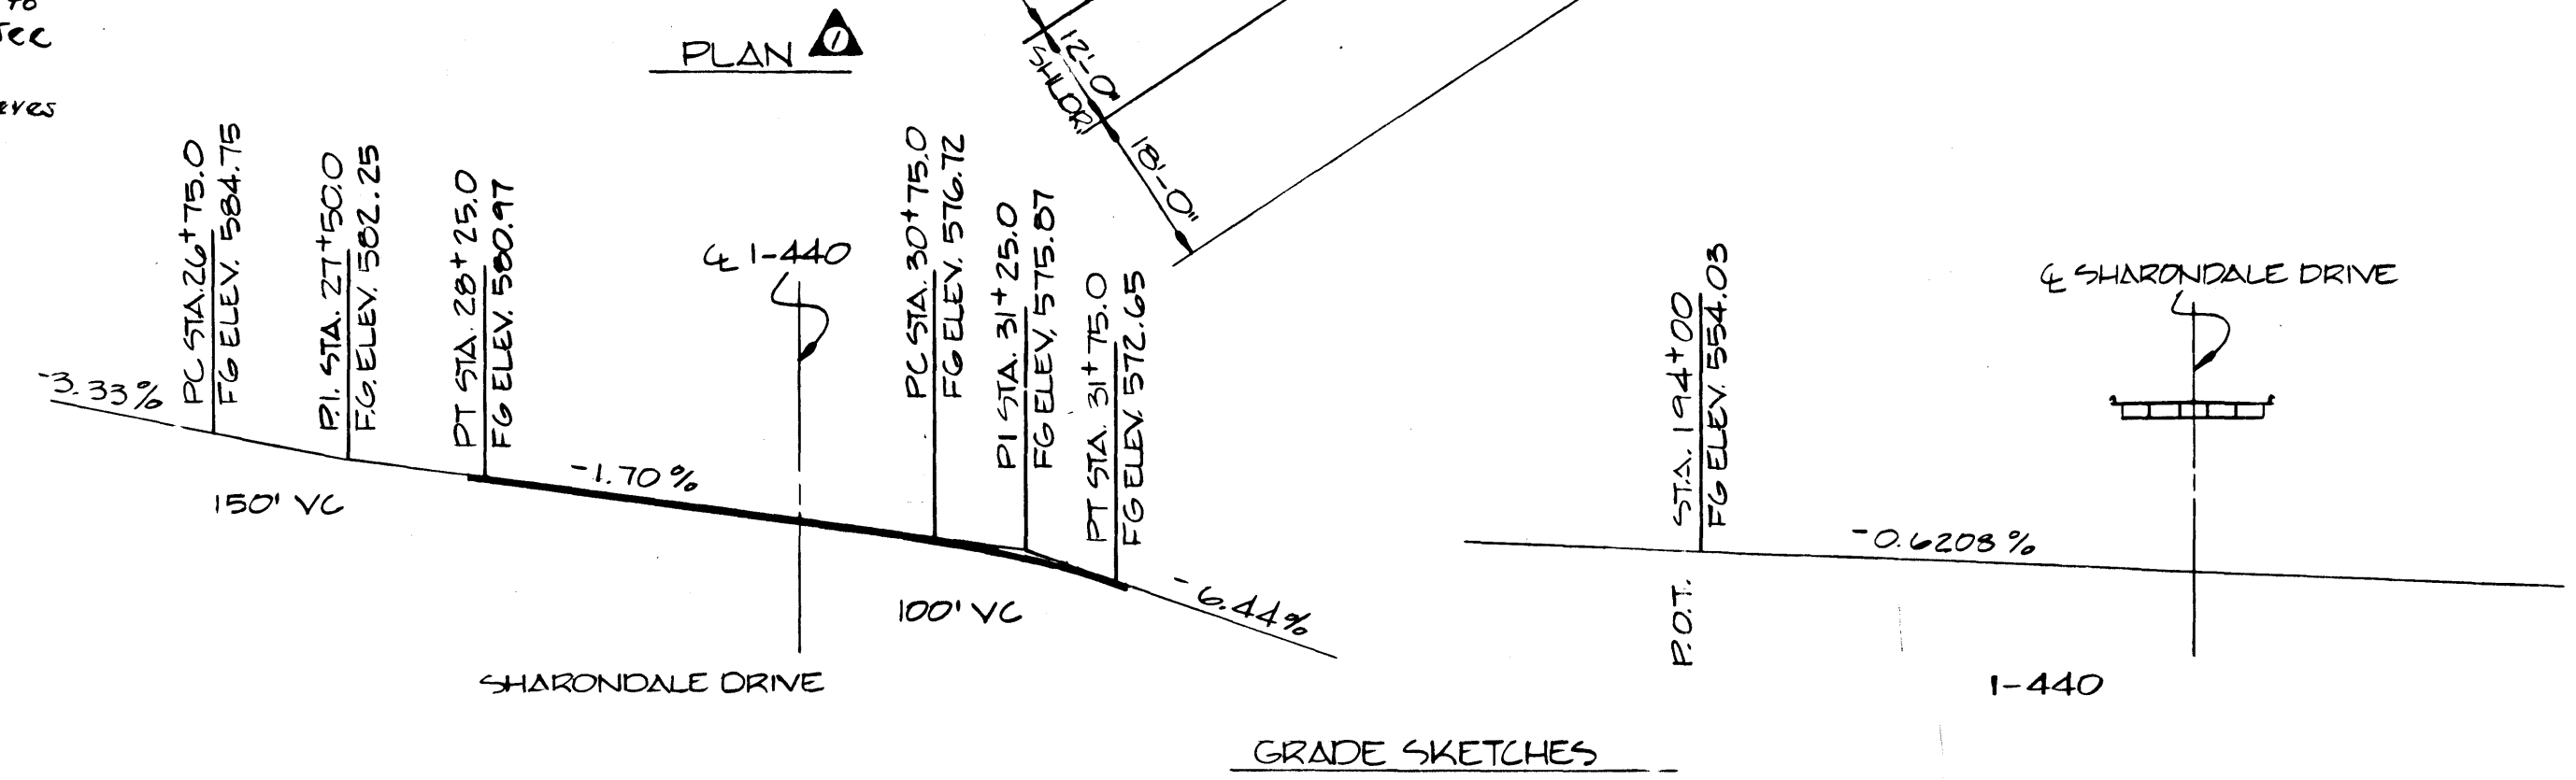 TO
PLAN 1
12'-0"
SHLDR.
18'-0"
-3.33%
PC STA.26+75.0
FG ELEV. 584.75
P.I. STA. 27+50.0
F.G. ELEV. 582.25
PT STA. 28+25.0
FG ELEV. 580.97
℄ I-440
PC STA. 30+75.0
FG ELEV. 576.72
PI STA. 31+25.0
FG ELEV. 575.87
PT STA. 31+75.0
FG ELEV. 572.65
150' VC
-1.70%
100' VC
-6.44%
SHARONDALE DRIVE
STA. 194+00
FG ELEV. 554.03
P.O.T.
-0.6208%
℄ SHARONDALE DRIVE
I-440
GRADE SKETCHES